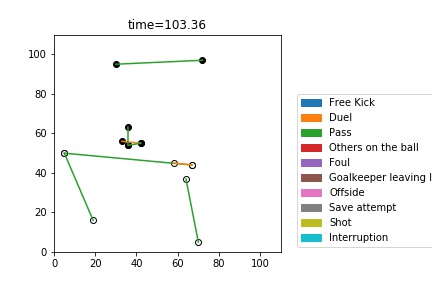 time=103.36
100
80
60
40
20
0
0 20 40 60 80 100
Free Kick
Duel
Pass
Others on the ball
Foul
Goalkeeper leaving l
Offside
Save attempt
Shot
Interruption